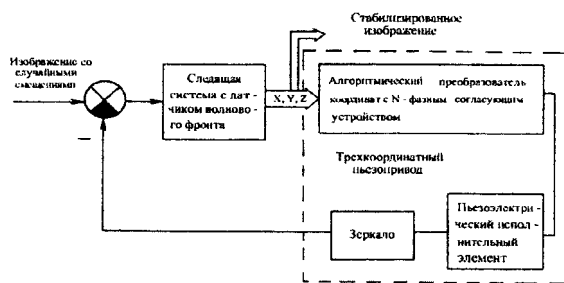 Стабилизированное
изображение
Изображение со
случайными
смещениями
Следящая
система с дат-
чиком волново-
го фронта
X, Y, Z
Алгоритмический преобразователь
координат с N - фазным согласующим
устройством
Трехкоординатный
пьезопривод
–
Зеркало
Пьезоэлектри-
ческий испол-
нительный
элемент